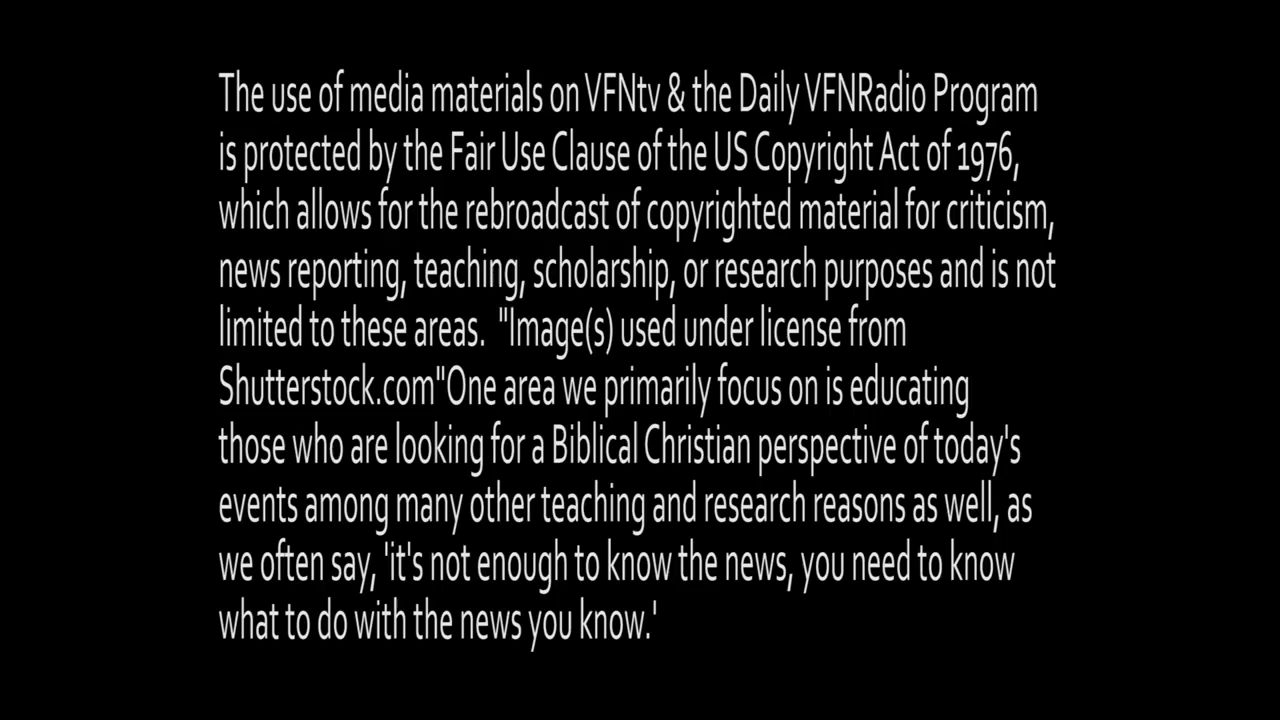 The use of media materials on VFNtv & the Daily VFNRadio Program
is protected by the Fair Use Clause of the US Copyright Act of 1976,
which allows for the rebroadcast of copyrighted material for criticism,
news reporting, teaching, scholarship, or research purposes and is not
limited to these areas.  "Image(s) used under license from
Shutterstock.com"One area we primarily focus on is educating
those who are looking for a Biblical Christian perspective of today's
events among many other teaching and research reasons as well, as
we often say, 'it's not enough to know the news, you need to know
what to do with the news you know.'